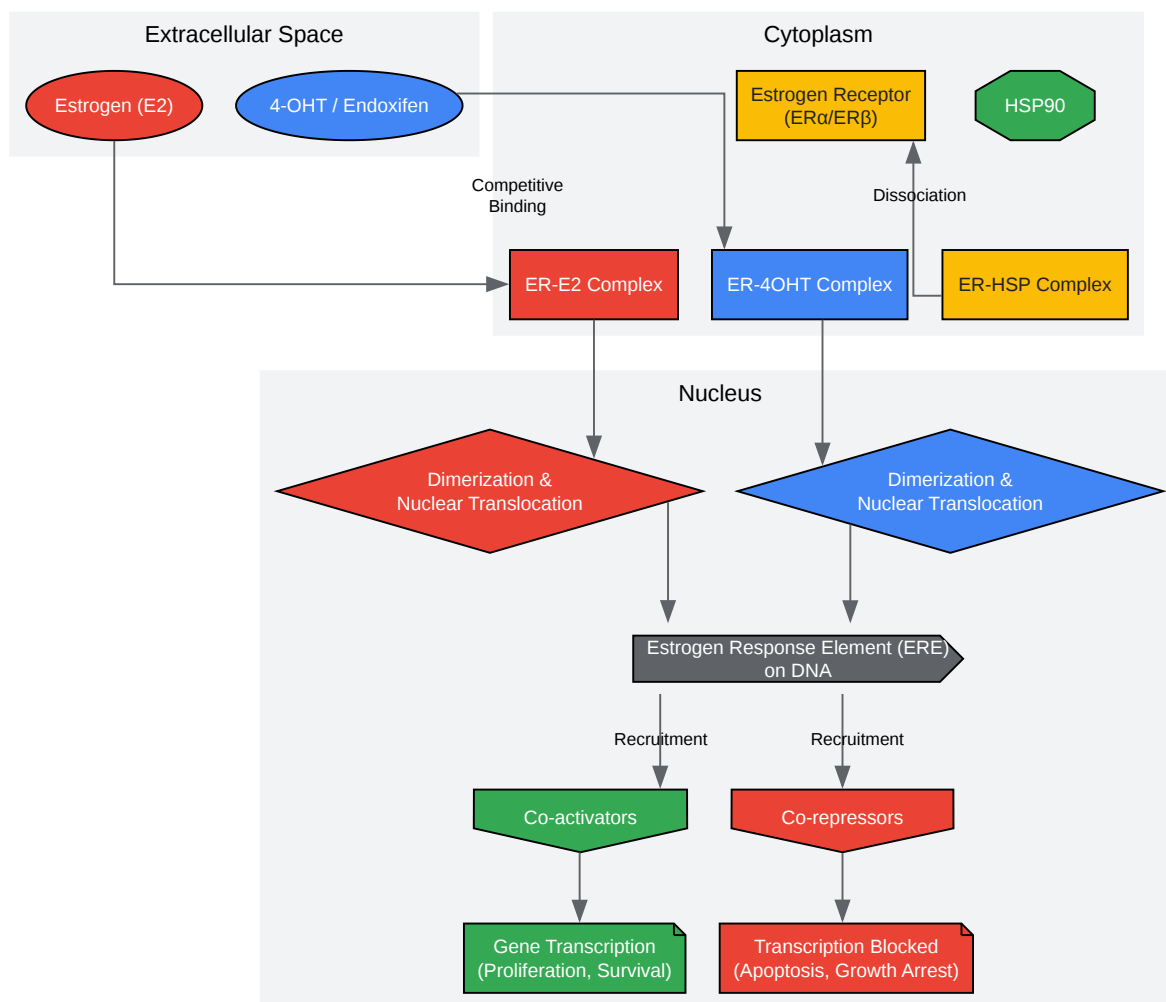 Extracellular Space
Cytoplasm
Estrogen (E2)
4-OHT / Endoxifen
Estrogen Receptor
(ERα/ERβ)
HSP90
Competitive
Binding
Dissociation
ER-E2 Complex
ER-4OHT Complex
ER-HSP Complex
Nucleus
Dimerization &
Nuclear Translocation
Dimerization &
Nuclear Translocation
Estrogen Response Element (ERE)
on DNA
Recruitment
Recruitment
Co-activators
Co-repressors
Gene Transcription
(Proliferation, Survival)
Transcription Blocked
(Apoptosis, Growth Arrest)